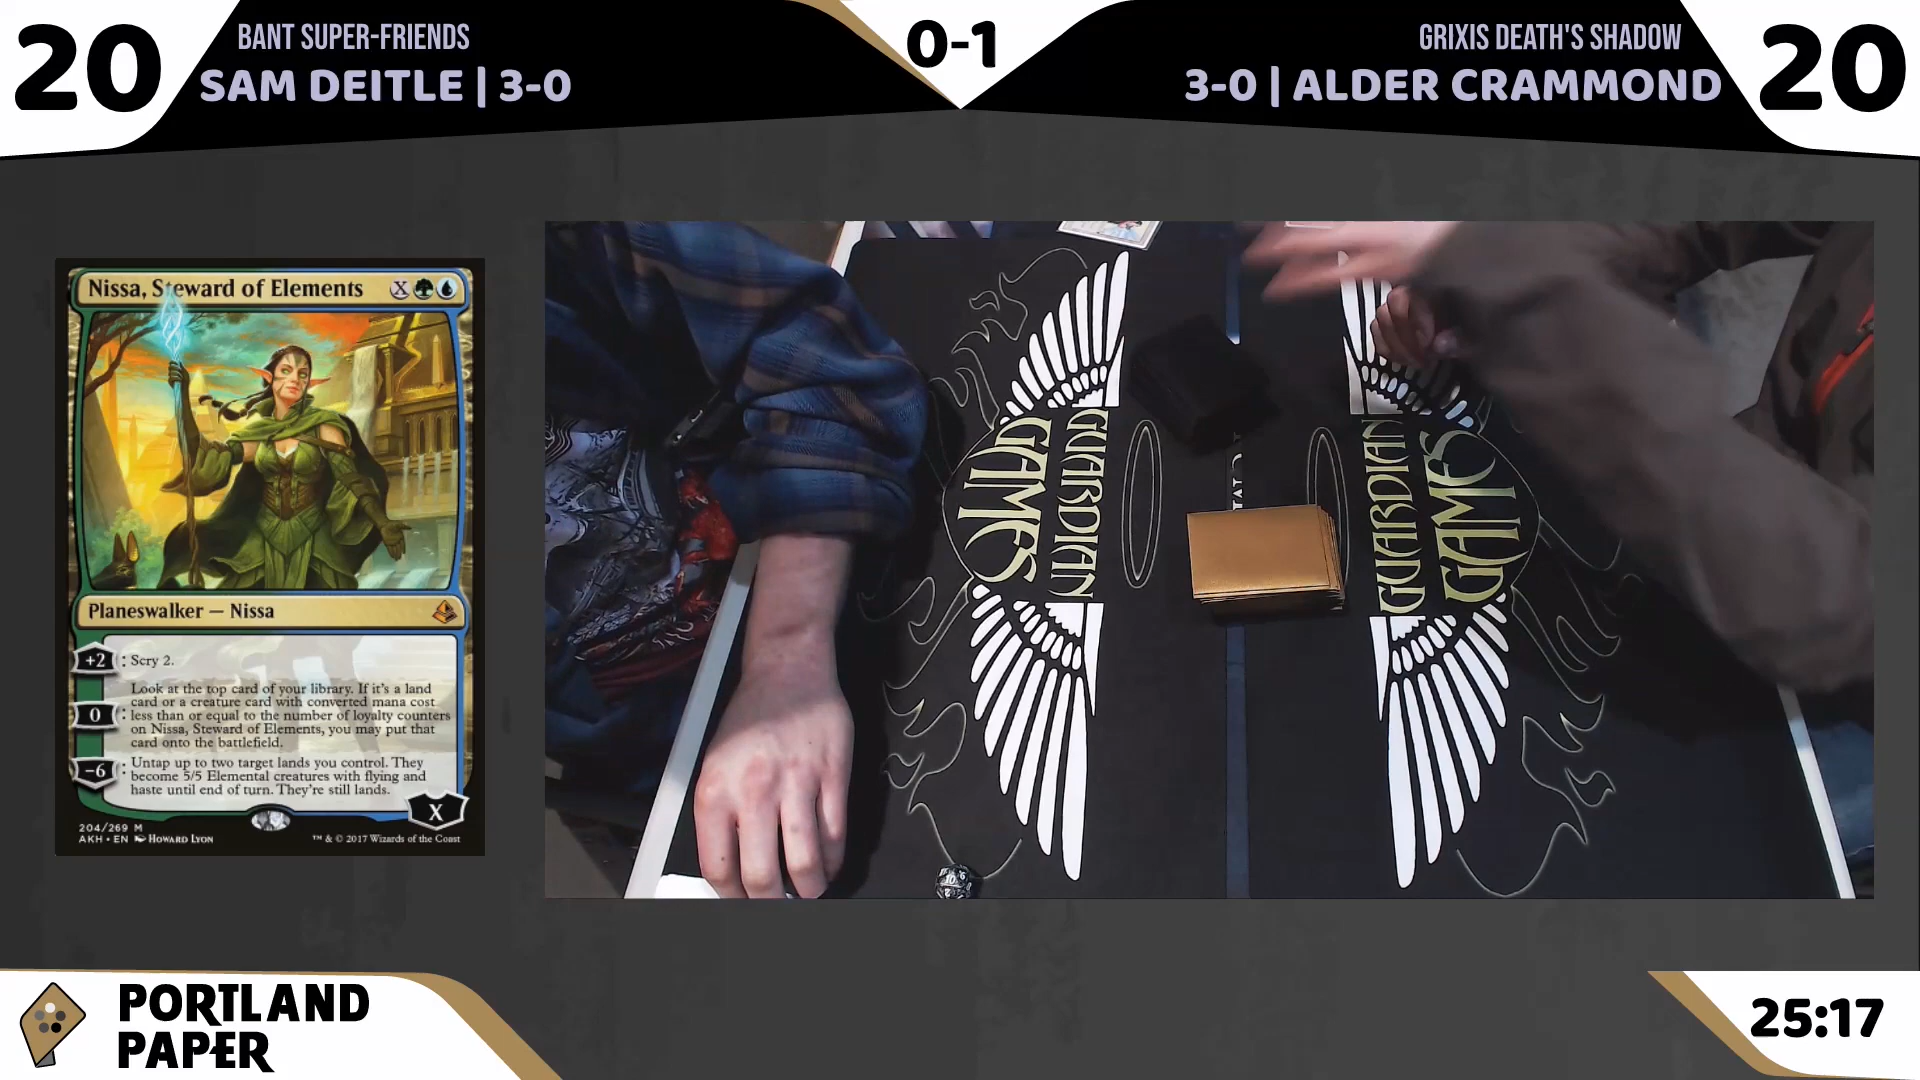 20
BANT SUPER-FRIENDS
SAM DEITLE | 3-0
0-1
GRIXIS DEATH'S SHADOW
3-0 | ALDER CRAMMOND
20
Nissa, Steward of Elements X
Planeswalker — Nissa
+2 : Scry 2.
Look at the top card of your library. If it's a land
card or a creature card with converted mana cost
0 : less than or equal to the number of loyalty counters
on Nissa, Steward of Elements, you may put that
card onto the battlefield.
−6 : Untap up to two target lands you control. They
become 5/5 Elemental creatures with flying and
haste until end of turn. They're still lands.
X
204/269 M
AKH • EN Howard Lyon
™ & © 2017 Wizards of the Coast
GUARDIAN
GAMES
GUARDIAN
GAMES
PORTLAND
PAPER
25:17